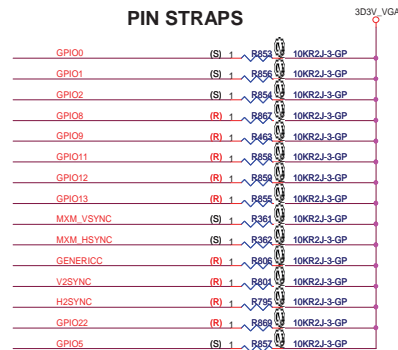 PIN STRAPS
3D3V_VGA
GPIO0 (S) 1 R853 10KR2J-3-GP
GPIO1 (S) 1 R856 10KR2J-3-GP
GPIO2 (S) 1 R854 10KR2J-3-GP
GPIO8 (R) 1 R867 10KR2J-3-GP
GPIO9 (R) 1 R463 10KR2J-3-GP
GPIO11 (R) 1 R858 10KR2J-3-GP
GPIO12 (R) 1 R859 10KR2J-3-GP
GPIO13 (R) 1 R855 10KR2J-3-GP
MXM_VSYNC (S) 1 R361 10KR2J-3-GP
MXM_HSYNC (S) 1 R362 10KR2J-3-GP
GENERICC (R) 1 R806 10KR2J-3-GP
V2SYNC (R) 1 R801 10KR2J-3-GP
H2SYNC (R) 1 R795 10KR2J-3-GP
GPIO22 (R) 1 R869 10KR2J-3-GP
GPIO5 (S) 1 R857 10KR2J-3-GP